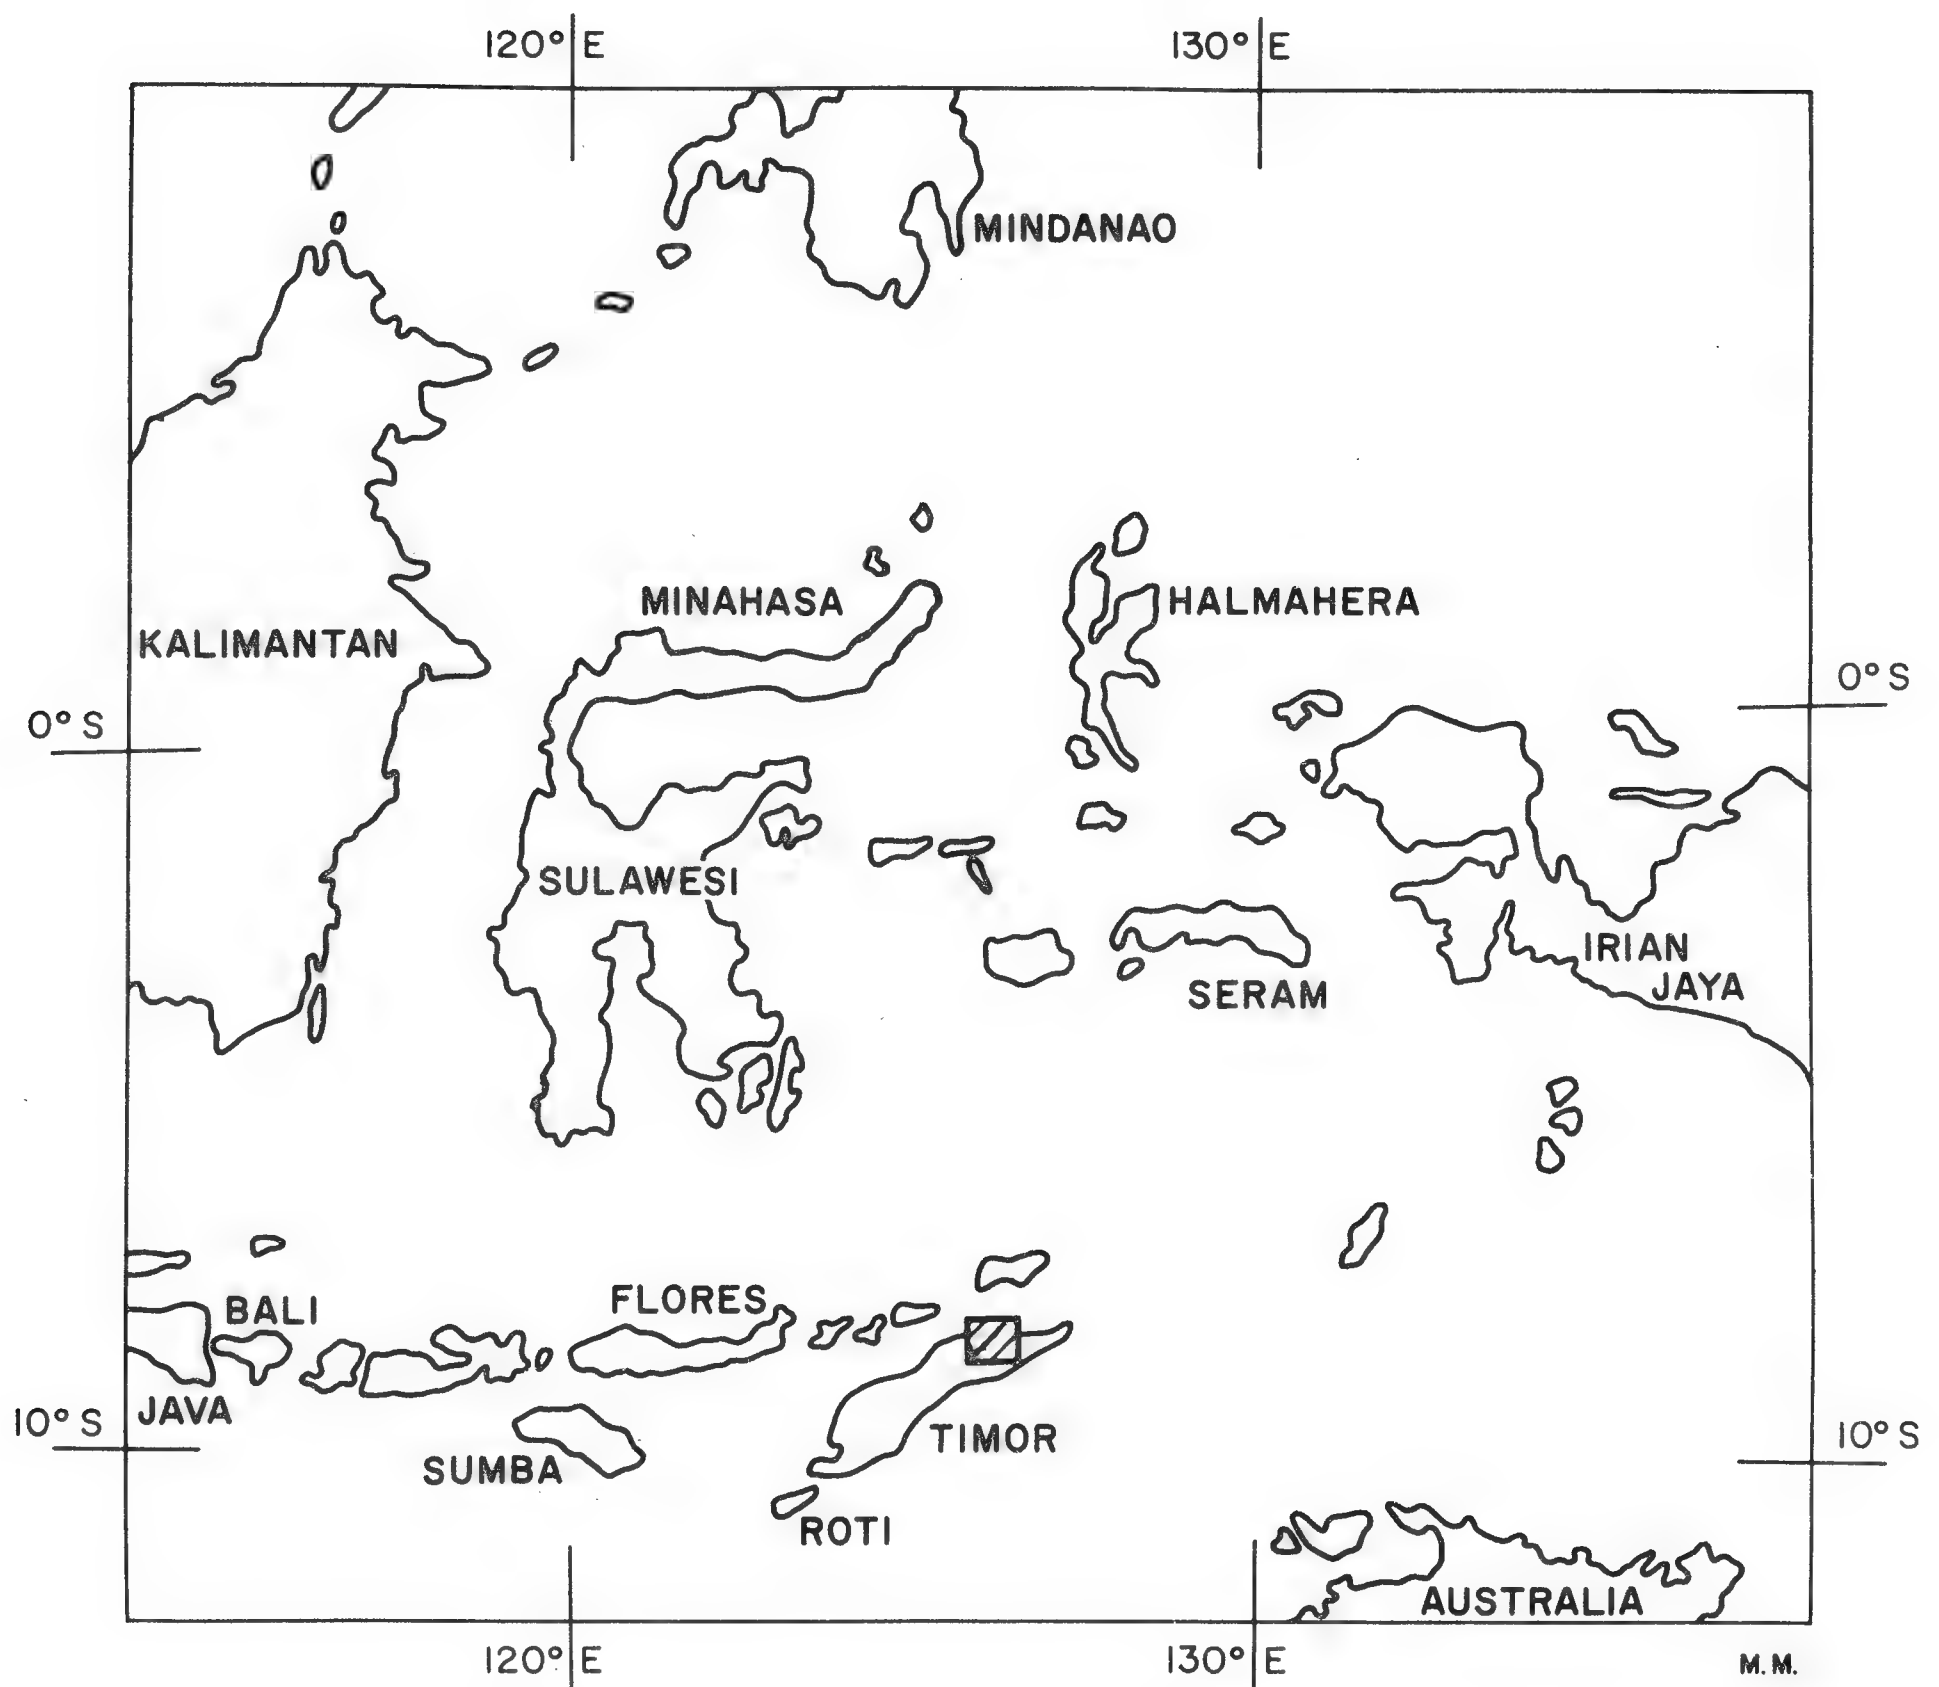 120° E
130° E
MINDANAO
MINAHASA
HALMAHERA
KALIMANTAN
0° S
0° S
SULAWESI
IRIAN
JAYA
SERAM
FLORES
BALI
JAVA
10° S
TIMOR
10° S
SUMBA
ROTI
AUSTRALIA
120° E
130° E
M. M.